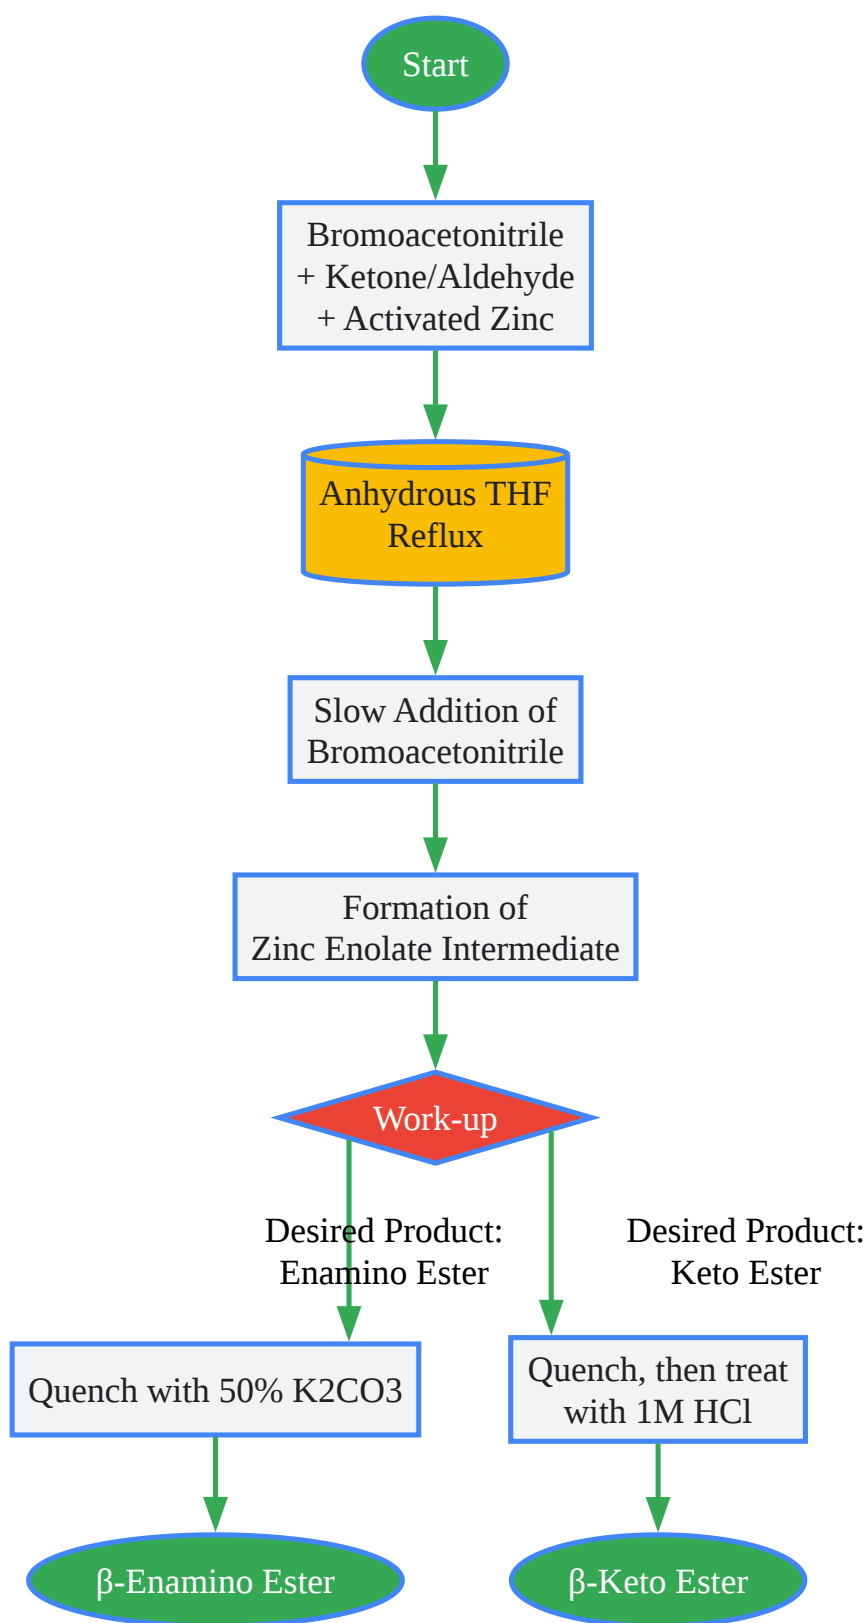 Start
Bromoacetonitrile
+ Ketone/Aldehyde
+ Activated Zinc
Anhydrous THF
Reflux
Slow Addition of
Bromoacetonitrile
Formation of
Zinc Enolate Intermediate
Work-up
Desired Product:
Enamino Ester
Desired Product:
Keto Ester
Quench with 50% K2CO3
Quench, then treat
with 1M HCl
β-Enamino Ester
β-Keto Ester